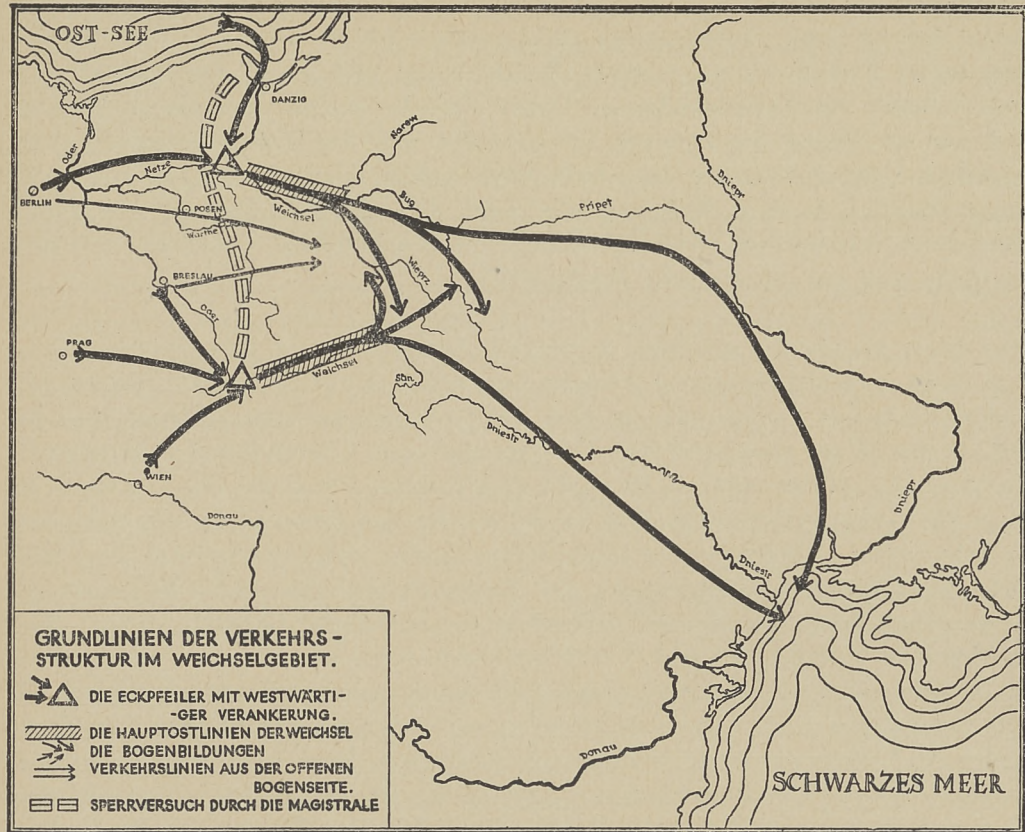 OST-SEE
DANZIG
Narew
Oder
Netze
BERLIN
POSEN
Weichsel
Warthe
Bug
Pripet
Dniepr
BRESLAU
Wieprz
Oder
PRAG
Weichsel
San
Dniestr
WIEN
Donau
Dniepr
Dniestr
GRUNDLINIEN DER VERKEHRS-
STRUKTUR IM WEICHSELGEBIET.
DIE ECKPFEILER MIT WESTWÄRTI-
-GER VERANKERUNG.
DIE HAUPTOSTLINIEN DER WEICHSEL
DIE BOGENBILDUNGEN
VERKEHRSLINIEN AUS DER OFFENEN
BOGENSEITE.
SPERRVERSUCH DURCH DIE MAGISTRALE
Donau
SCHWARZES MEER